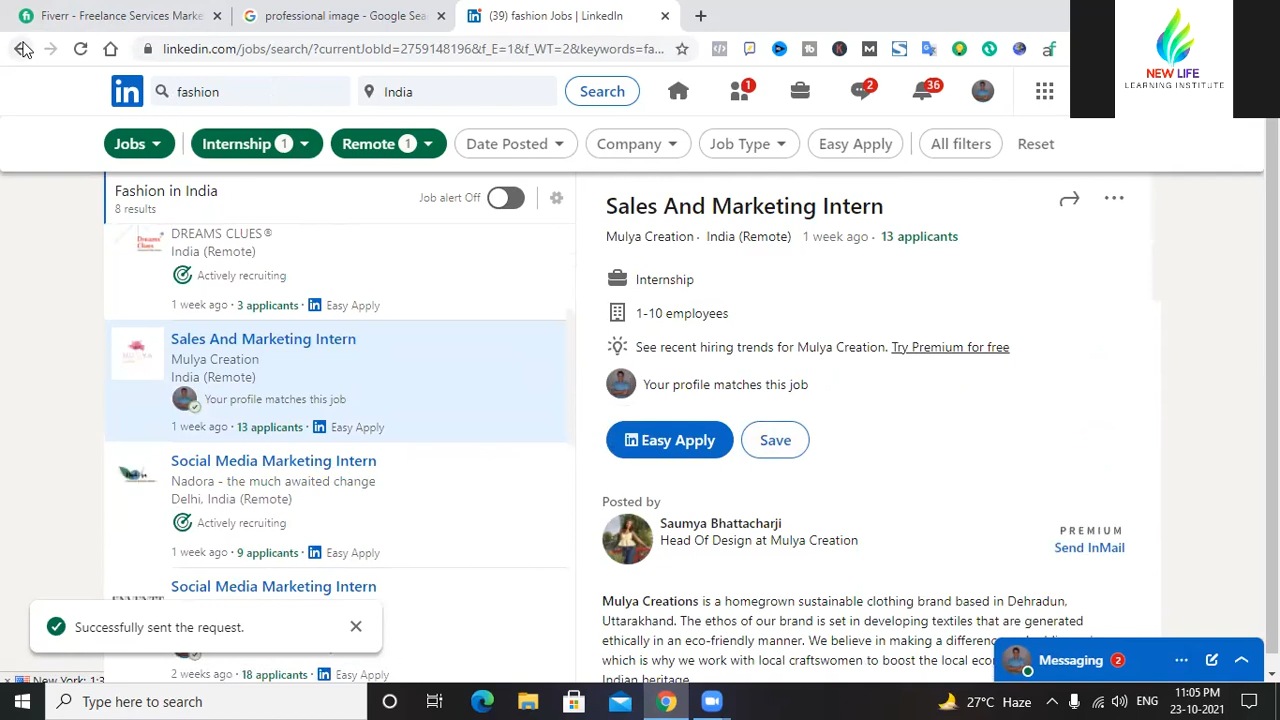 Fiverr - Freelance Services Marke
professional image - Google Sear
(39) fashion Jobs | LinkedIn
linkedin.com/jobs/search/?currentJobId=2759148196&f_E=1&f_WT=2&keywords=fa...
NEW LIFE
LEARNING INSTITUTE
in
fashion
India
Search
1
2
36
Jobs
Internship 1
Remote 1
Date Posted
Company
Job Type
Easy Apply
All filters
Reset
Fashion in India
8 results
Job alert Off
DREAMS CLUES®
India (Remote)
Actively recruiting
1 week ago · 3 applicants · in Easy Apply
Sales And Marketing Intern
Mulya Creation
India (Remote)
Your profile matches this job
1 week ago · 13 applicants · in Easy Apply
Social Media Marketing Intern
Nadora - the much awaited change
Delhi, India (Remote)
Actively recruiting
1 week ago · 9 applicants · in Easy Apply
Social Media Marketing Intern
2 weeks ago · 18 applicants · in Easy Apply
Successfully sent the request.
Sales And Marketing Intern
Mulya Creation · India (Remote) 1 week ago · 13 applicants
Internship
1-10 employees
See recent hiring trends for Mulya Creation. Try Premium for free
Your profile matches this job
in Easy Apply
Save
Posted by
Saumya Bhattacharji
Head Of Design at Mulya Creation
PREMIUM
Send InMail
Mulya Creations is a homegrown sustainable clothing brand based in Dehradun,
Uttarakhand. The ethos of our brand is set in developing textiles that are generated
ethically in an eco-friendly manner. We believe in making a difference
which is why we work with local craftswomen to boost the local
Indian heritage.
Messaging 2
New York: 1:3
Type here to search
27°C Haze
ENG
11:05 PM
23-10-2021